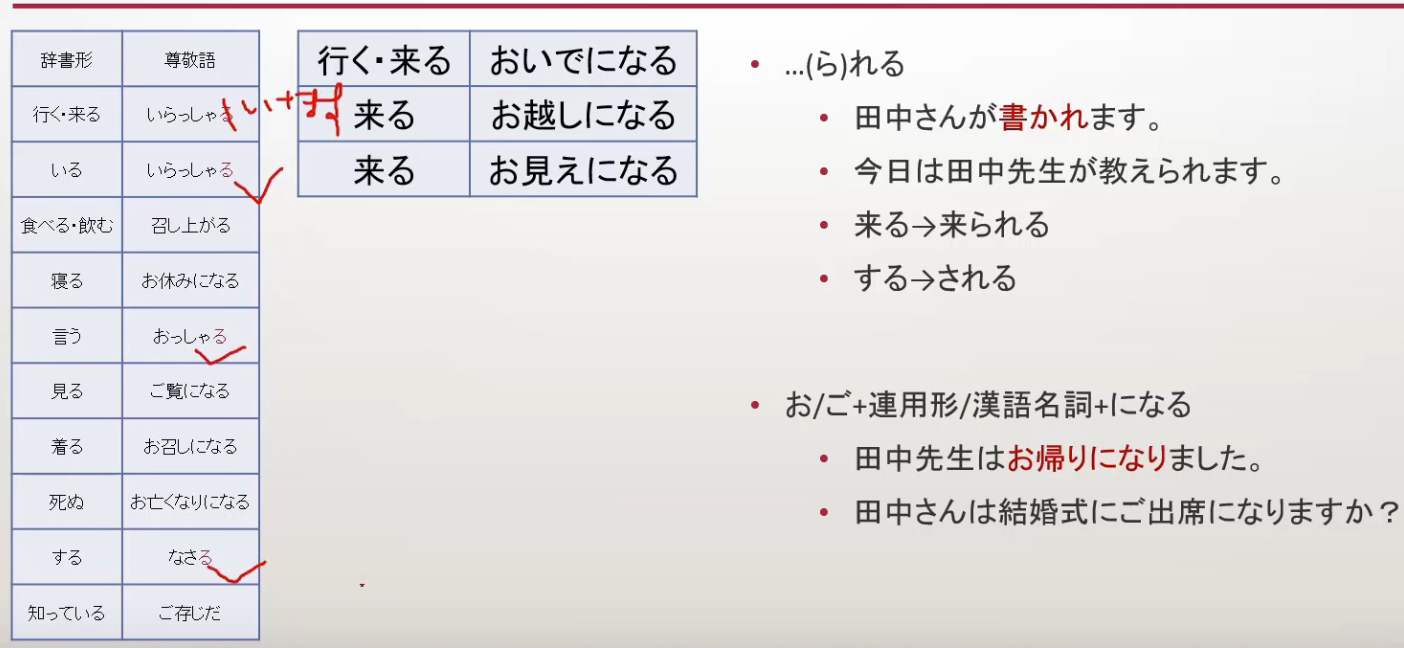 辞書形 尊敬語
行く・来る いらっしゃる
いる いらっしゃる
食べる・飲む 召し上がる
寝る お休みになる
言う おっしゃる
見る ご覧になる
着る お召しになる
死ぬ お亡くなりになる
する なさる
知っている ご存じだ
い+ます
行く・来る おいでになる
来る お越しになる
来る お見えになる
• …(ら)れる
• 田中さんが書かれます。
• 今日は田中先生が教えられます。
• 来る→来られる
• する→される
• お/ご+連用形/漢語名詞+になる
• 田中先生はお帰りになりました。
• 田中さんは結婚式にご出席になりますか？